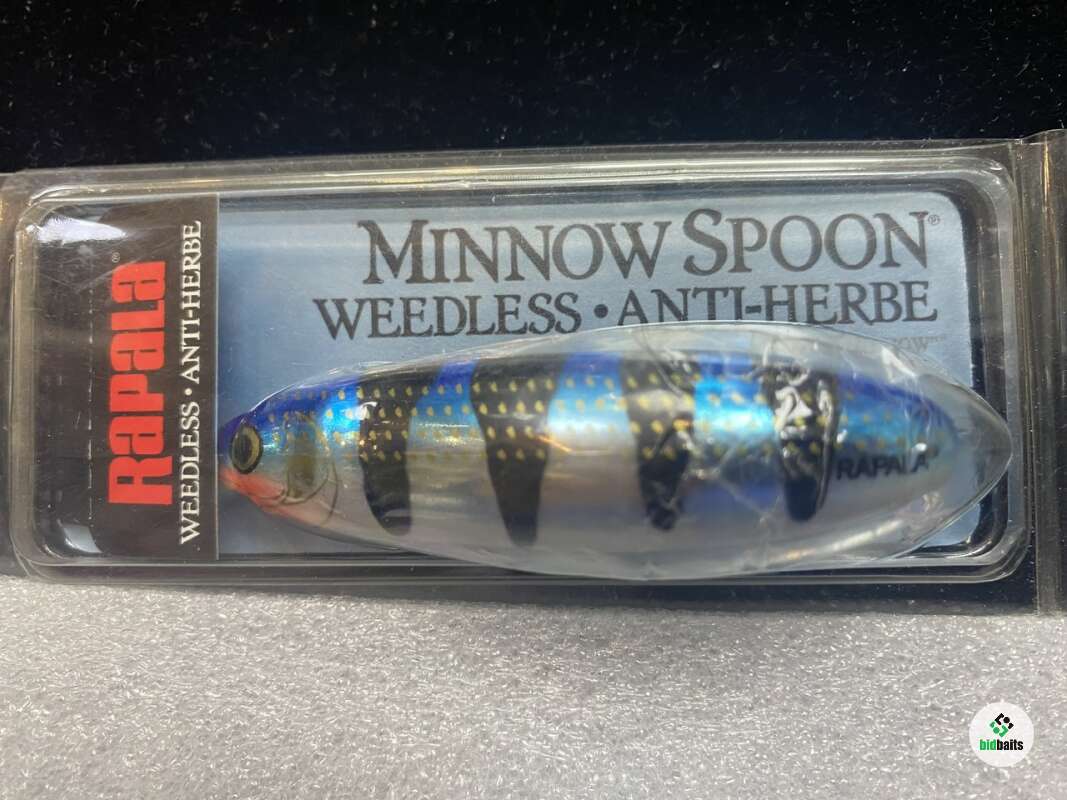 RAPALA®
WEEDLESS • ANTI-HERBE
MINNOW SPOON®
WEEDLESS • ANTI-HERBE
RAPALA®
bidbaits